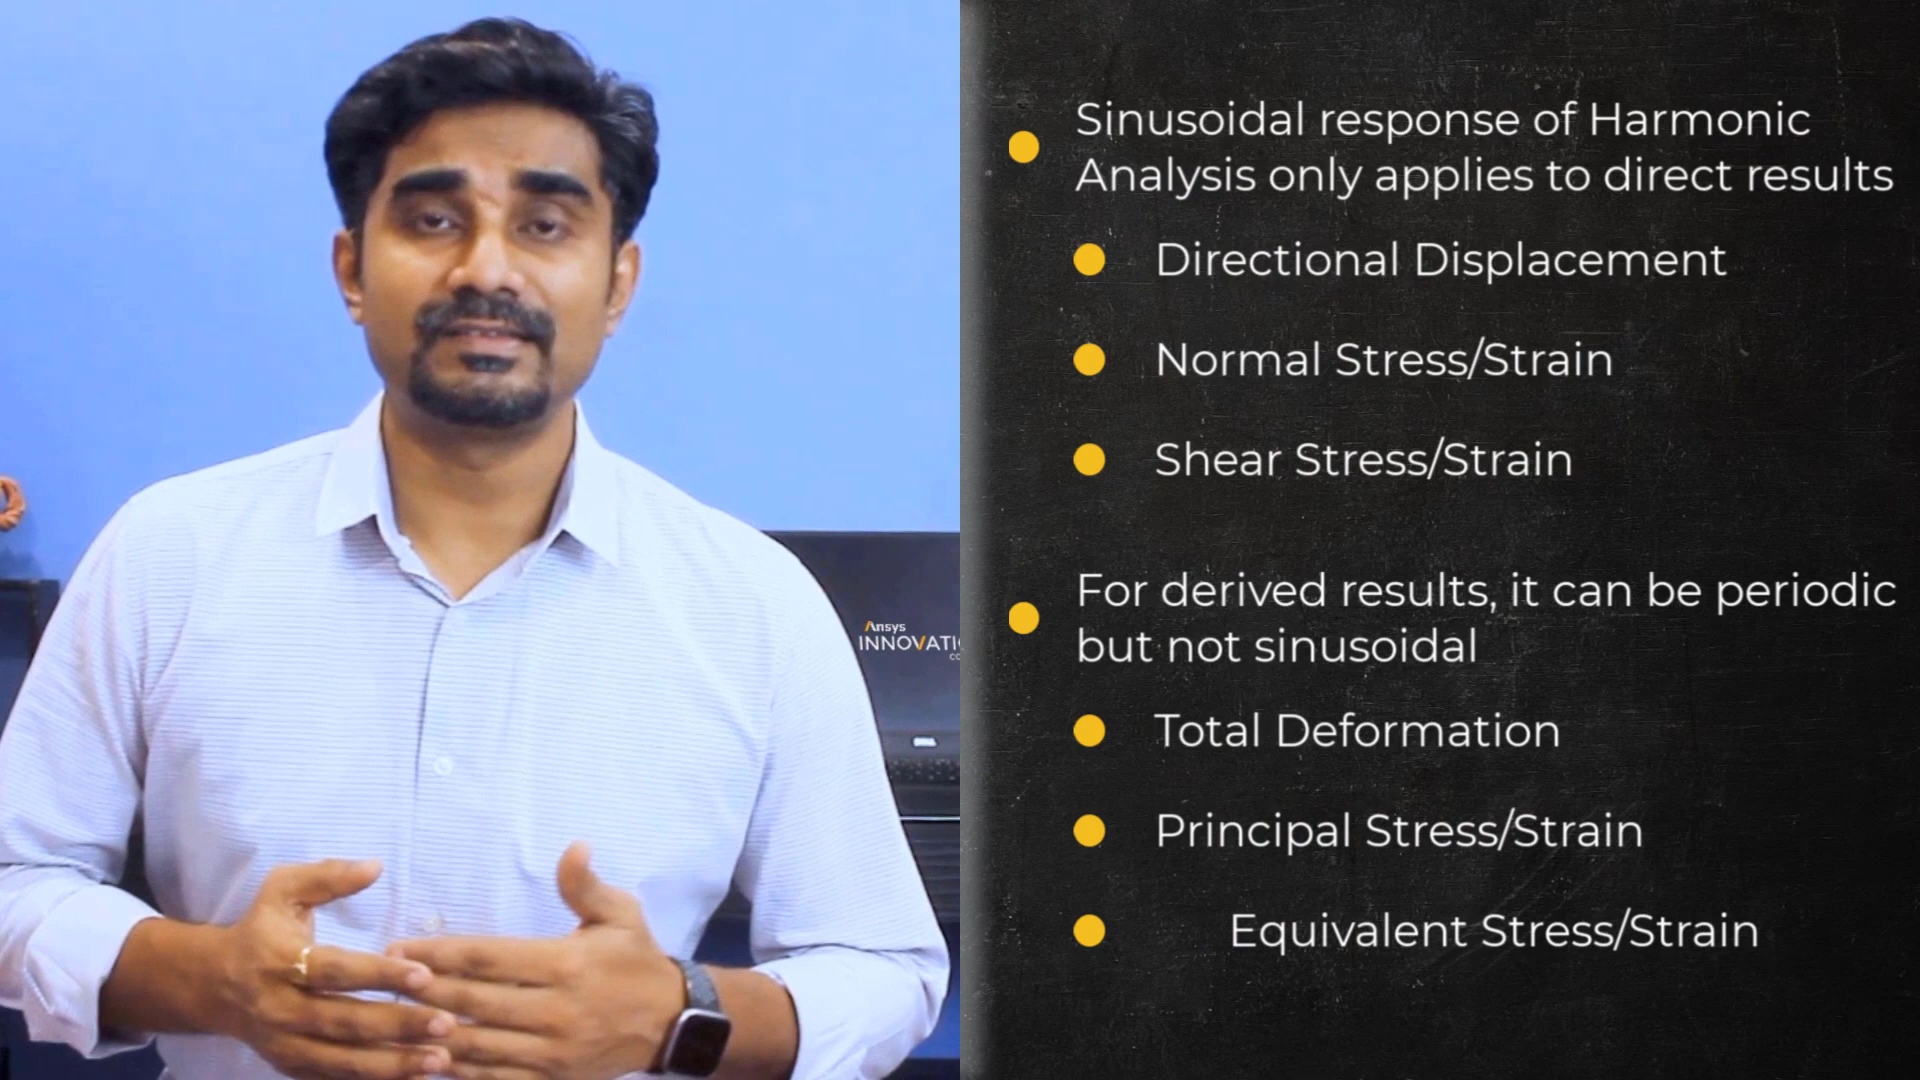 Sinusoidal response of Harmonic
Analysis only applies to direct results
Directional Displacement
Normal Stress/Strain
Shear Stress/Strain
For derived results, it can be periodic
but not sinusoidal
Total Deformation
Principal Stress/Strain
Equivalent Stress/Strain
Ansys
INNOVATI